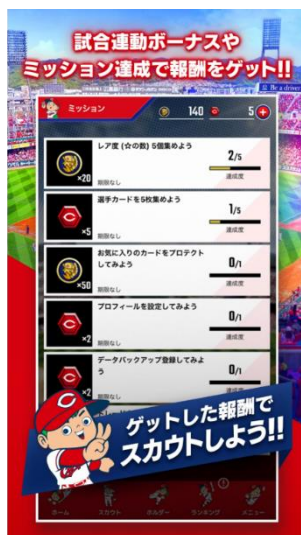 試合連動ボーナスや
ミッション達成で報酬をゲット!!
ミッション
140
5
レア度 (☆の数) 5個集めよう
×20
期限なし
2/5
達成度
選手カードを5枚集めよう
×5
期限なし
1/5
達成度
お気に入りのカードをプロテクト
してみよう
×50
期限なし
0/1
達成度
プロフィールを設定してみよう
×2
期限なし
0/1
達成度
データバックアップ登録してみよ
う
×2
期限なし
0/1
達成度
ゲットした報酬で
スカウトしよう!!
ホーム
スカウト
ホルダー
ランキング
メニュー